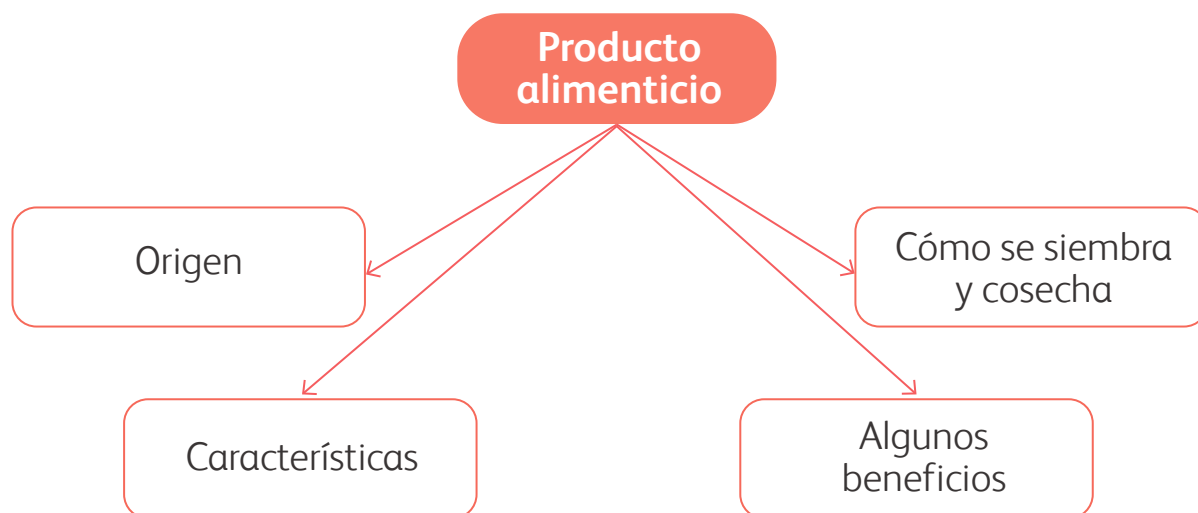 Producto
alimenticio
Origen
Cómo se siembra
y cosecha
Características
Algunos
beneficios